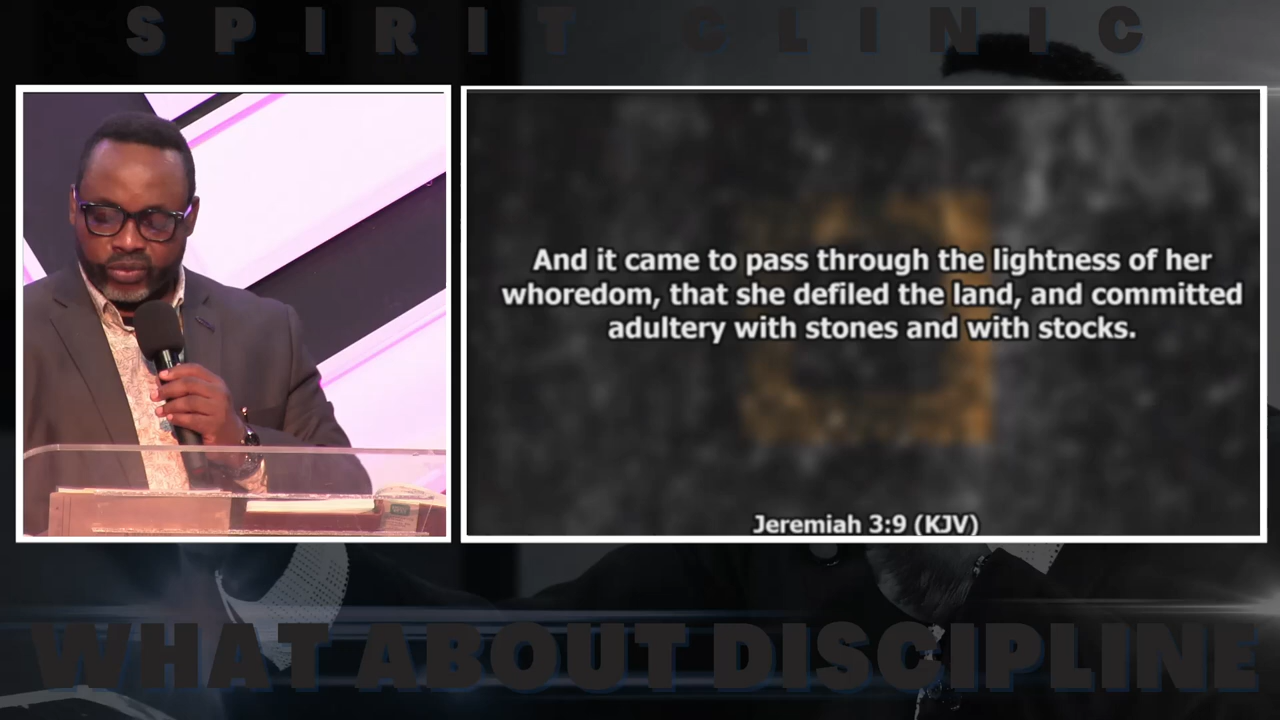 SPIRIT CLINIC
And it came to pass through the lightness of her
whoredom, that she defiled the land, and committed
adultery with stones and with stocks.
Jeremiah 3:9 (KJV)
WHAT ABOUT DISCIPLINE